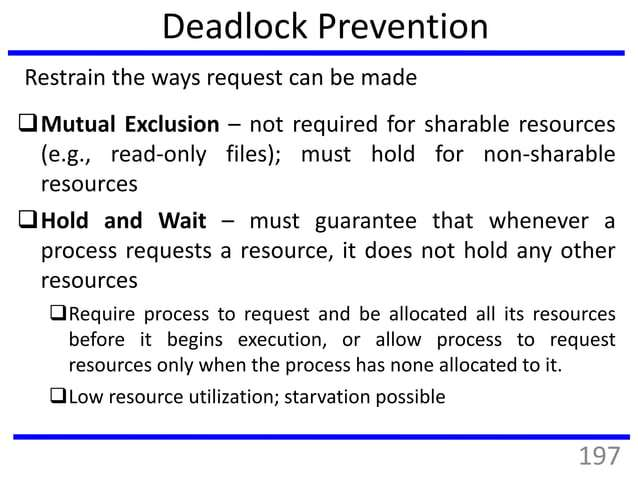 Deadlock Prevention
Restrain the ways request can be made
❑Mutual Exclusion – not required for sharable resources
(e.g., read-only files); must hold for non-sharable
resources
❑Hold and Wait – must guarantee that whenever a
process requests a resource, it does not hold any other
resources
❑Require process to request and be allocated all its resources
before it begins execution, or allow process to request
resources only when the process has none allocated to it.
❑Low resource utilization; starvation possible
197